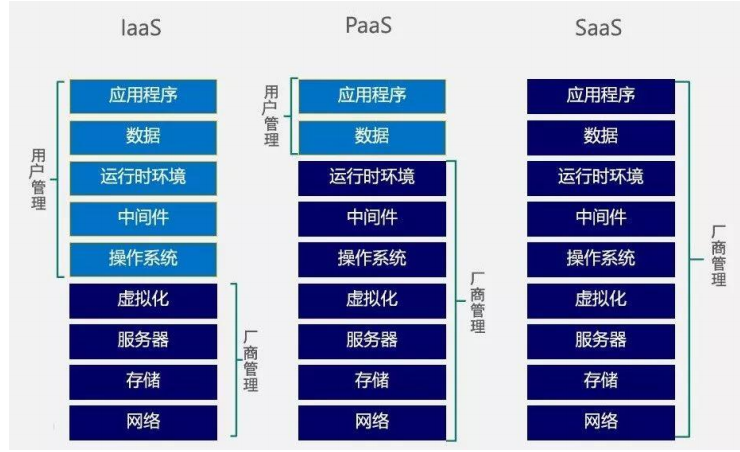 IaaS
PaaS
SaaS
用户管理
应用程序
数据
运行时环境
中间件
操作系统
虚拟化
服务器
存储
网络
厂商管理
用户管理
应用程序
数据
运行时环境
中间件
操作系统
虚拟化
服务器
存储
网络
厂商管理
应用程序
数据
运行时环境
中间件
操作系统
虚拟化
服务器
存储
网络
厂商管理